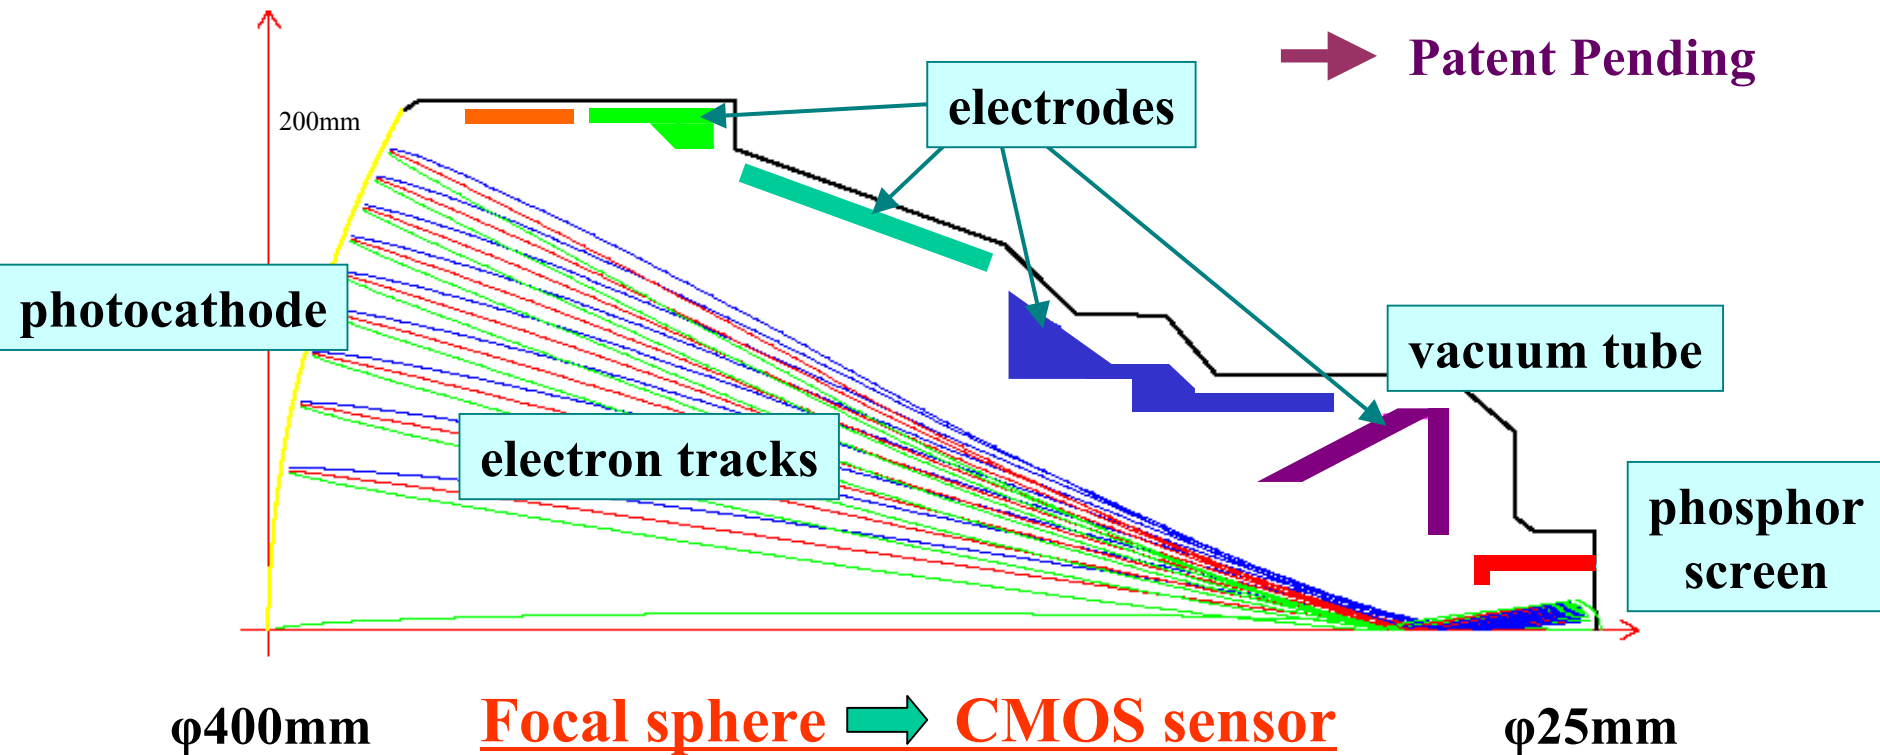 Patent Pending
electrodes
200mm
photocathode
vacuum tube
electron tracks
phosphor
screen
φ400mm
Focal sphere
CMOS sensor
φ25mm